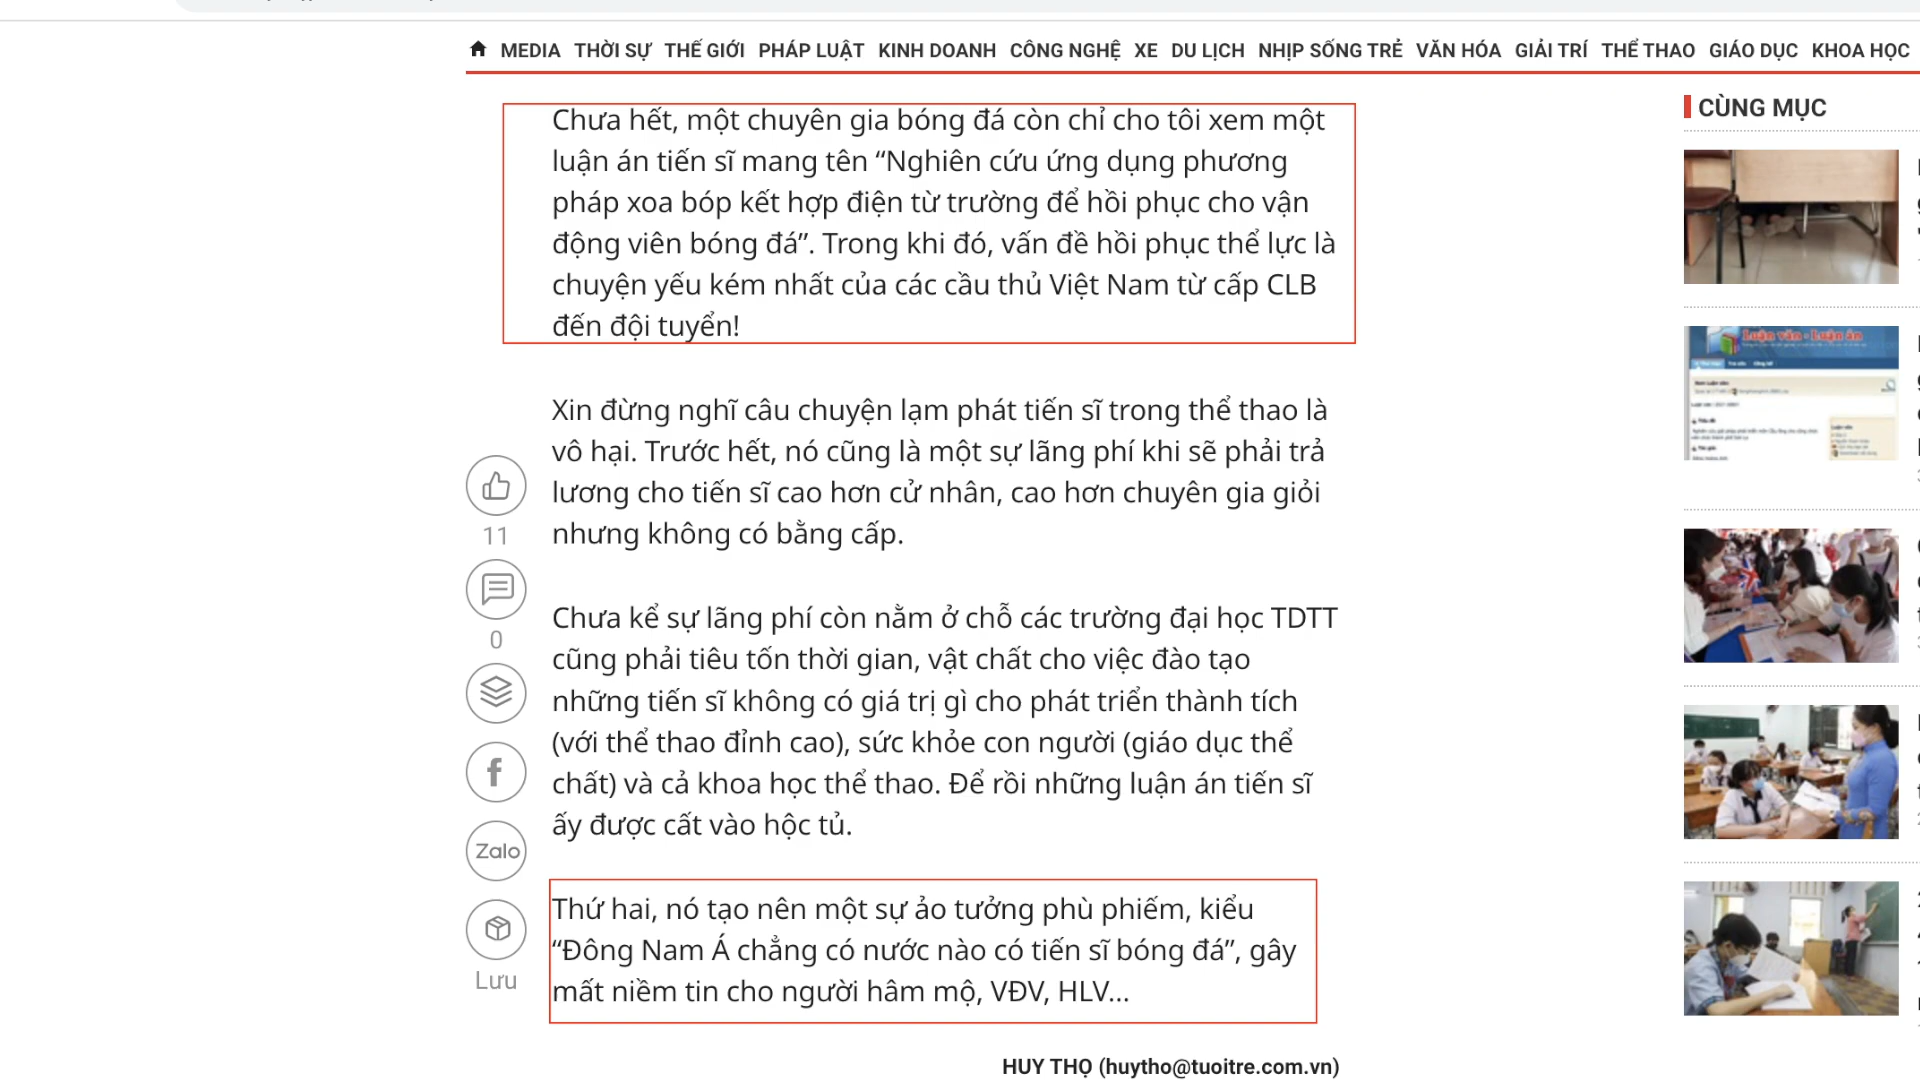 MEDIA THỜI SỰ THẾ GIỚI PHÁP LUẬT KINH DOANH CÔNG NGHỆ XE DU LỊCH NHỊP SỐNG TRẺ VĂN HÓA GIẢI TRÍ THỂ THAO GIÁO DỤC KHOA HỌC
Chưa hết, một chuyên gia bóng đá còn chỉ cho tôi xem một
luận án tiến sĩ mang tên “Nghiên cứu ứng dụng phương
pháp xoa bóp kết hợp điện từ trường để hồi phục cho vận
động viên bóng đá”. Trong khi đó, vấn đề hồi phục thể lực là
chuyện yếu kém nhất của các cầu thủ Việt Nam từ cấp CLB
đến đội tuyển!
Xin đừng nghĩ câu chuyện lạm phát tiến sĩ trong thể thao là
vô hại. Trước hết, nó cũng là một sự lãng phí khi sẽ phải trả
lương cho tiến sĩ cao hơn cử nhân, cao hơn chuyên gia giỏi
nhưng không có bằng cấp.
Chưa kể sự lãng phí còn nằm ở chỗ các trường đại học TDTT
cũng phải tiêu tốn thời gian, vật chất cho việc đào tạo
những tiến sĩ không có giá trị gì cho phát triển thành tích
(với thể thao đỉnh cao), sức khỏe con người (giáo dục thể
chất) và cả khoa học thể thao. Để rồi những luận án tiến sĩ
ấy được cất vào hộc tủ.
Thứ hai, nó tạo nên một sự ảo tưởng phù phiếm, kiểu
“Đông Nam Á chẳng có nước nào có tiến sĩ bóng đá”, gây
mất niềm tin cho người hâm mộ, VĐV, HLV...
HUY THỌ (huytho@tuoitre.com.vn)
11
0
Zalo
Lưu
CÙNG MỤC
Luận văn - Luận án